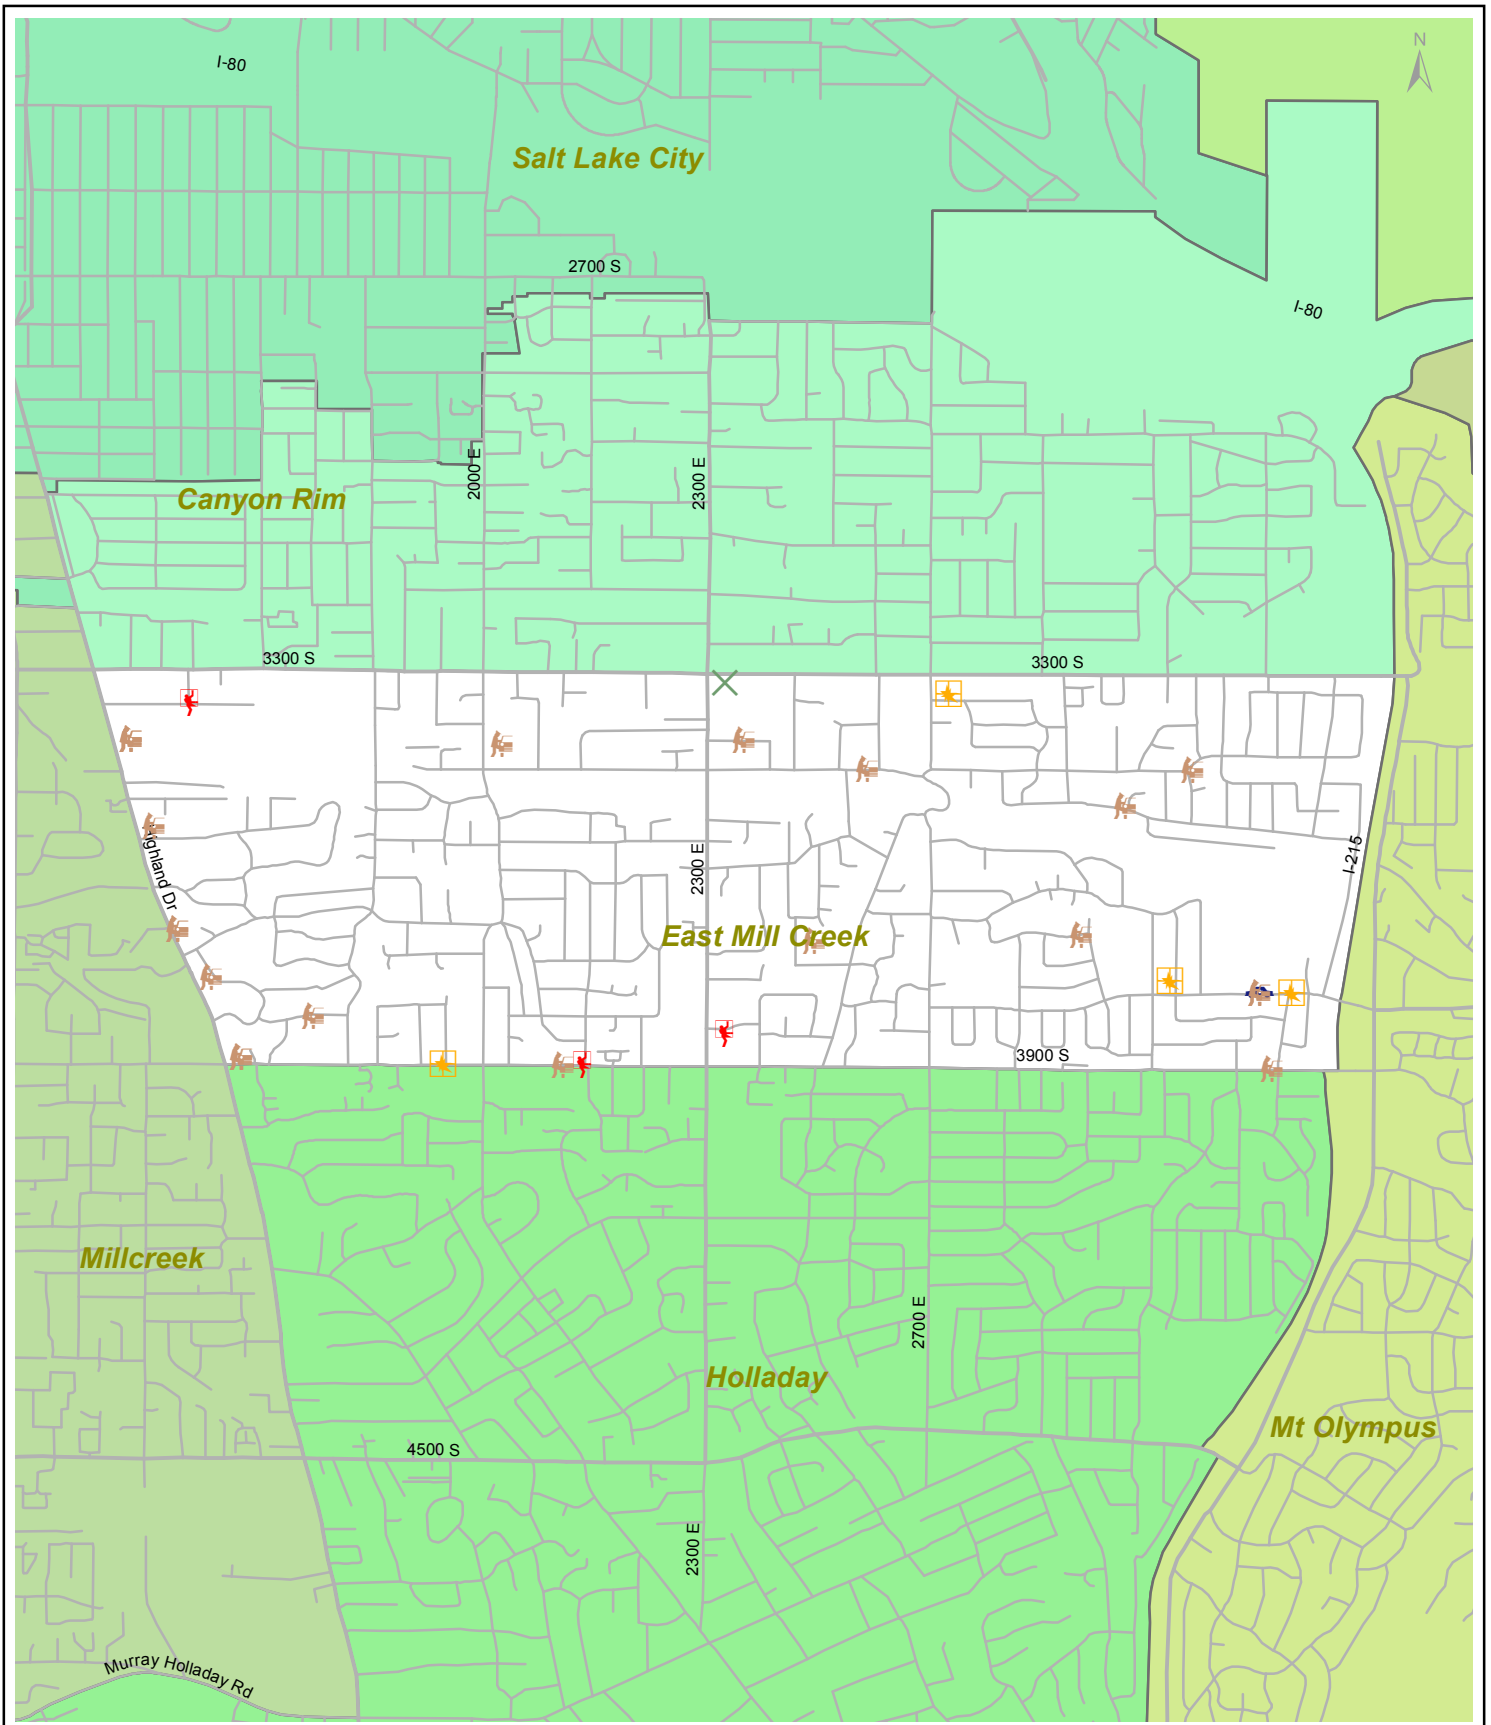 N
I-80
Salt Lake City
2700 S
I-80
2000 E
2300 E
Canyon Rim
3300 S
3300 S
Highland Dr
2300 E
I-215
East Mill Creek
3900 S
Millcreek
2700 E
Holladay
Mt Olympus
4500 S
2300 E
Murray Holladay Rd